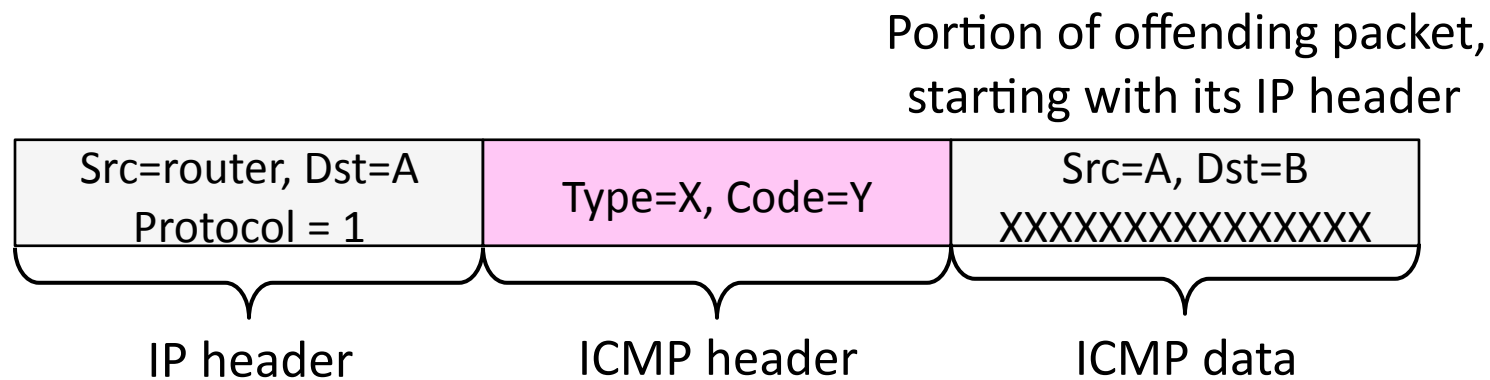 Portion of offending packet,
starting with its IP header
Src=router, Dst=A
Protocol = 1
Type=X, Code=Y
Src=A, Dst=B
XXXXXXXXXXXXXXX
IP header
ICMP header
ICMP data